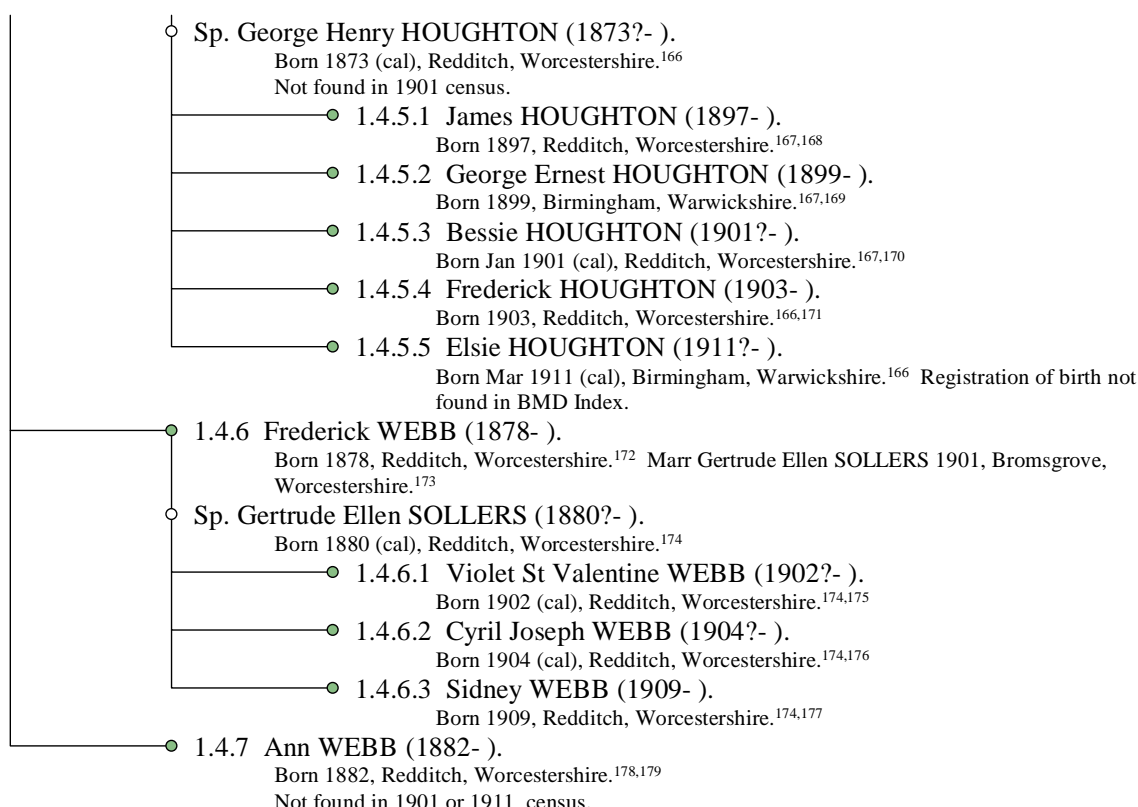 Sp. George Henry HOUGHTON (1873?- ).
Born 1873 (cal), Redditch, Worcestershire.166
Not found in 1901 census.
1.4.5.1 James HOUGHTON (1897- ).
Born 1897, Redditch, Worcestershire.167,168
1.4.5.2 George Ernest HOUGHTON (1899- ).
Born 1899, Birmingham, Warwickshire.167,169
1.4.5.3 Bessie HOUGHTON (1901?- ).
Born Jan 1901 (cal), Redditch, Worcestershire.167,170
1.4.5.4 Frederick HOUGHTON (1903- ).
Born 1903, Redditch, Worcestershire.166,171
1.4.5.5 Elsie HOUGHTON (1911?- ).
Born Mar 1911 (cal), Birmingham, Warwickshire.166 Registration of birth not
found in BMD Index.
1.4.6 Frederick WEBB (1878- ).
Born 1878, Redditch, Worcestershire.172 Marr Gertrude Ellen SOLLERS 1901, Bromsgrove,
Worcestershire.173
Sp. Gertrude Ellen SOLLERS (1880?- ).
Born 1880 (cal), Redditch, Worcestershire.174
1.4.6.1 Violet St Valentine WEBB (1902?- ).
Born 1902 (cal), Redditch, Worcestershire.174,175
1.4.6.2 Cyril Joseph WEBB (1904?- ).
Born 1904 (cal), Redditch, Worcestershire.174,176
1.4.6.3 Sidney WEBB (1909- ).
Born 1909, Redditch, Worcestershire.174,177
1.4.7 Ann WEBB (1882- ).
Born 1882, Redditch, Worcestershire.178,179
Not found in 1901 or 1911 census.